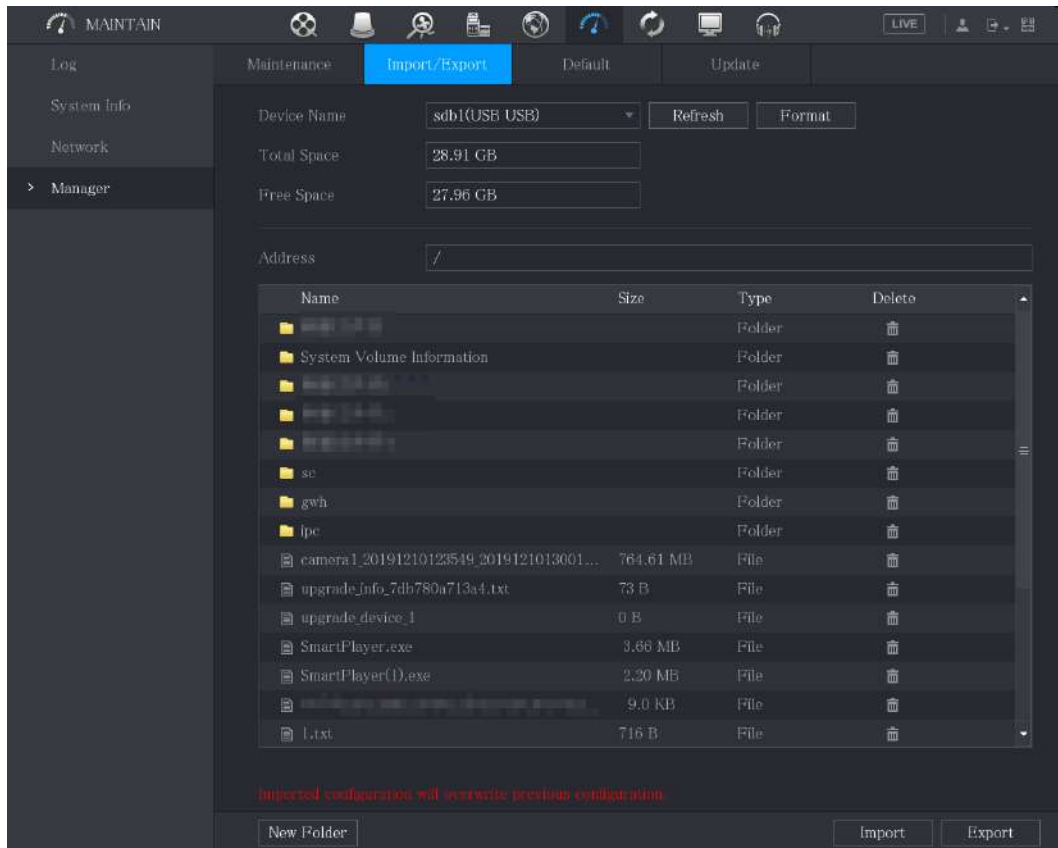 MAINTAIN
LIVE
Log
System Info
Network
Manager
Maintenance Import/Export Default Update
Device Name sdb1(USB USB) Refresh Format
Total Space 28.91 GB
Free Space 27.96 GB
Address /
Name Size Type Delete
Folder
System Volume Information Folder
Folder
Folder
Folder
sc Folder
gwh Folder
ipc Folder
camera1_20191210123549_2019121013001... 764.61 MB File
upgrade_info_7db780a713a4.txt 73 B File
upgrade_device_1 0 B File
SmartPlayer.exe 3.66 MB File
SmartPlayer(1).exe 2.20 MB File
9.0 KB File
1.txt 716 B File
Imported configuration will overwrite previous configuration.
New Folder Import Export